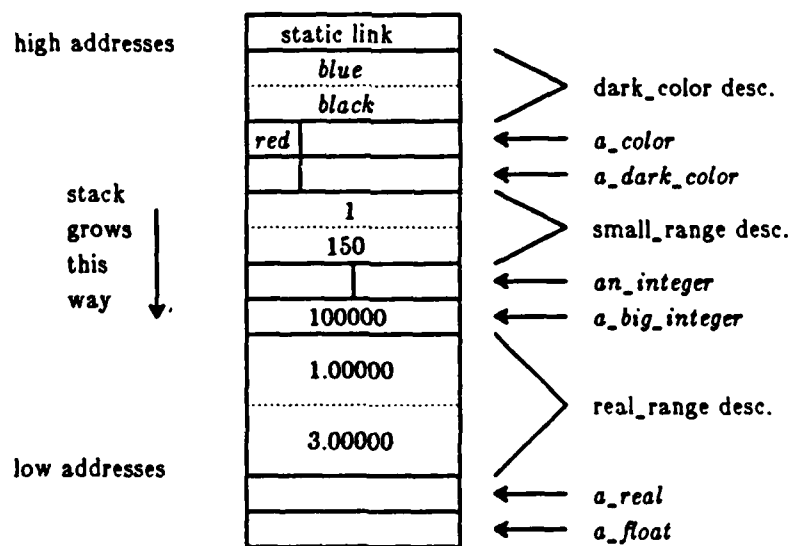 high addresses
static link
blue
black
dark_color desc.
red
a_color
a_dark_color
stack
grows
this
way
1
150
small_range desc.
an_integer
100000
a_big_integer
1.00000
3.00000
real_range desc.
low addresses
a_real
a_float